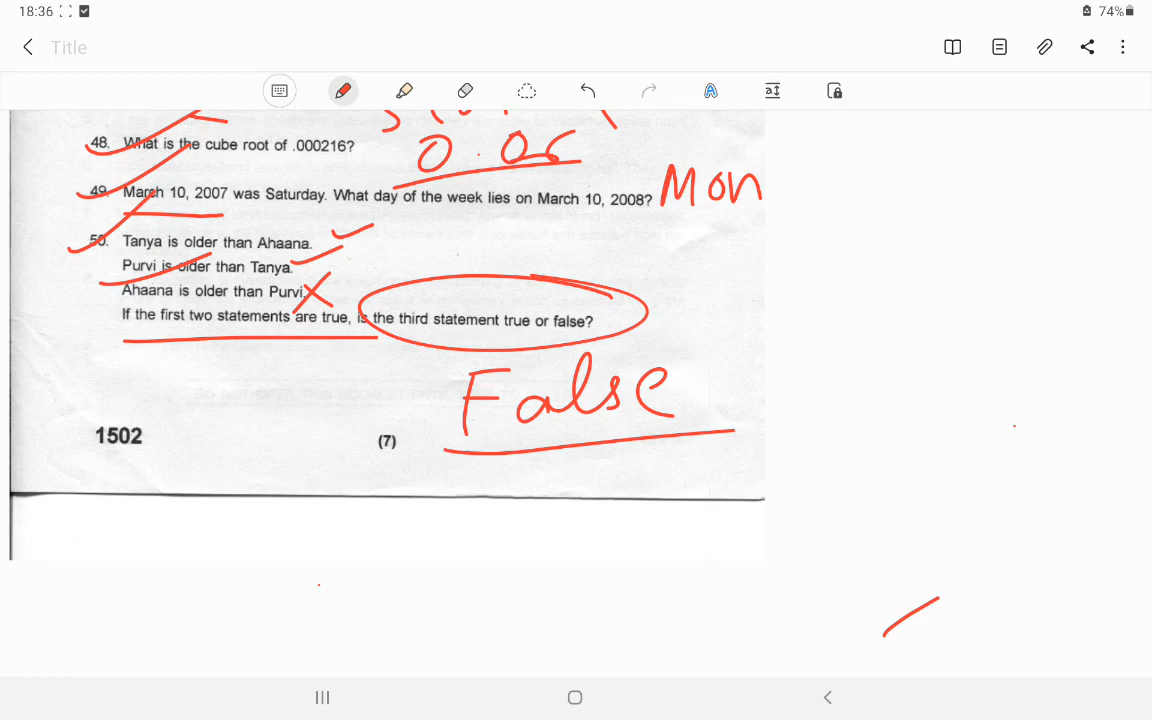 18:36
74%
Title
48. What is the cube root of .000216?
0.06
49. March 10, 2007 was Saturday. What day of the week lies on March 10, 2008? Mon
50. Tanya is older than Ahaana.
Purvi is older than Tanya.
Ahaana is older than Purvi.
If the first two statements are true, is the third statement true or false?
False
1502 (7)